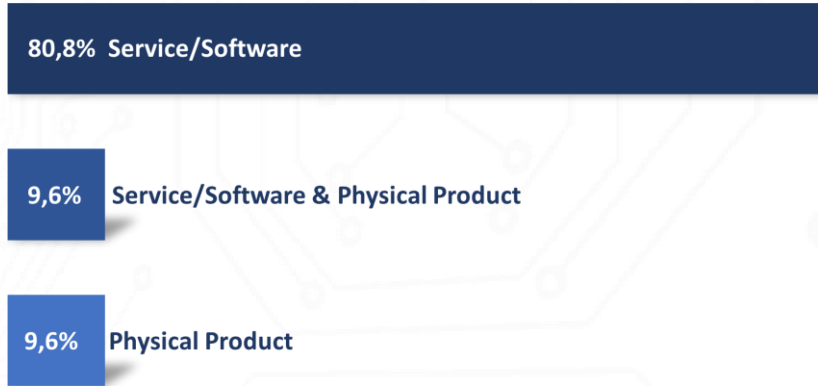 80,8% Service/Software
9,6% Service/Software & Physical Product
9,6% Physical Product